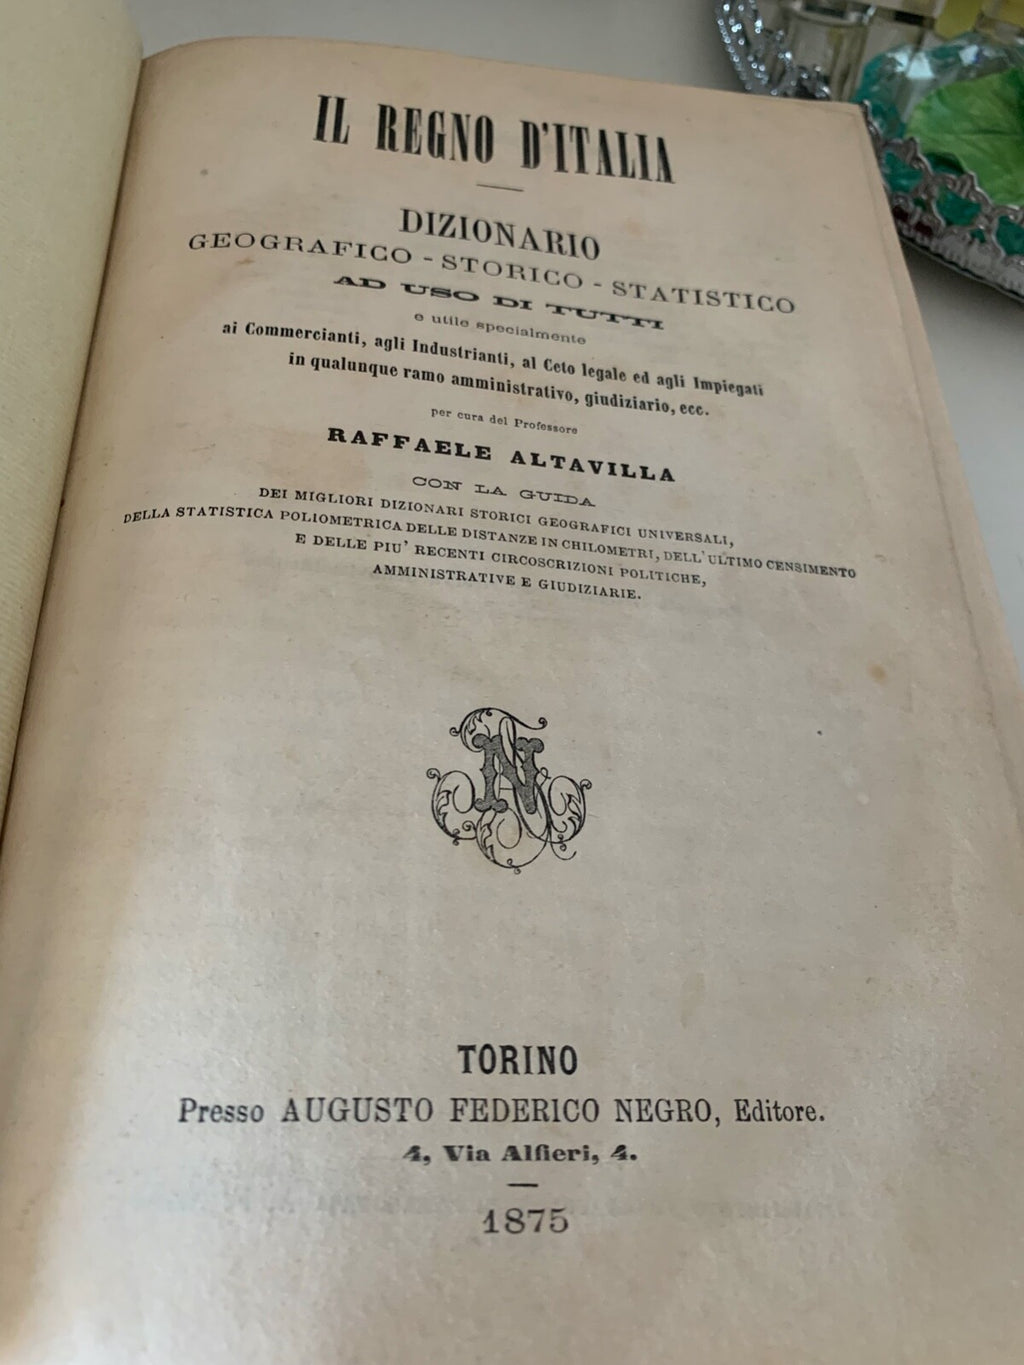 IL REGNO D'ITALIA
DIZIONARIO
GEOGRAFICO - STORICO - STATISTICO
AD USO DI TUTTI
e utile specialmente
ai Commercianti, agli Industrianti, al Ceto legale ed agli Impiegati
in qualunque ramo amministrativo, giudiziario, ecc.
per cura del Professore
RAFFAELE ALTAVILLA
CON LA GUIDA
DEI MIGLIORI DIZIONARI STORICI GEOGRAFICI UNIVERSALI,
DELLA STATISTICA POLIOMETRICA DELLE DISTANZE IN CHILOMETRI, DELL'ULTIMO CENSIMENTO
E DELLE PIU' RECENTI CIRCOSCRIZIONI POLITICHE,
AMMINISTRATIVE E GIUDIZIARIE.
N
TORINO
Presso AUGUSTO FEDERICO NEGRO, Editore.
4, Via Alfieri, 4.
1875